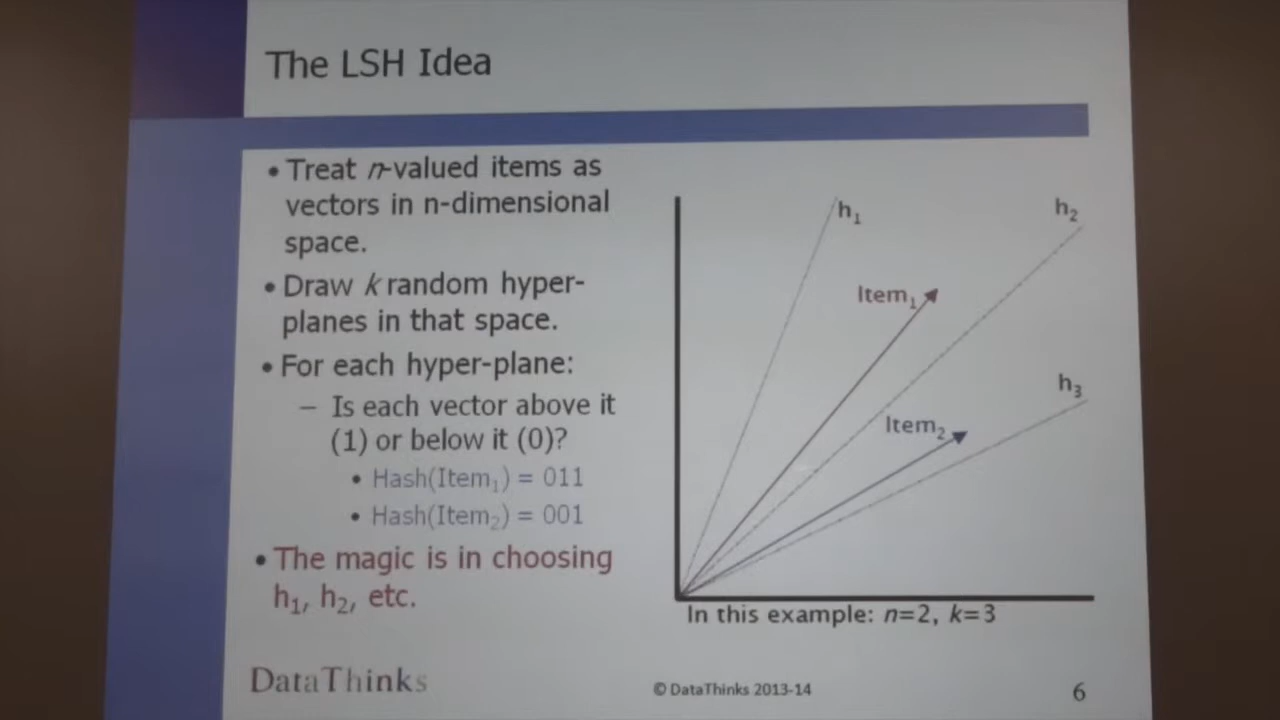 The LSH Idea
• Treat n-valued items as
vectors in n-dimensional
space.
• Draw k random hyper-
planes in that space.
• For each hyper-plane:
– Is each vector above it
(1) or below it (0)?
• Hash(Item₁) = 011
• Hash(Item₂) = 001
• The magic is in choosing
h₁, h₂, etc.
h₁
h₂
Item₁
h₃
Item₂
In this example: n=2, k=3
DataThinks
© DataThinks 2013-14
6